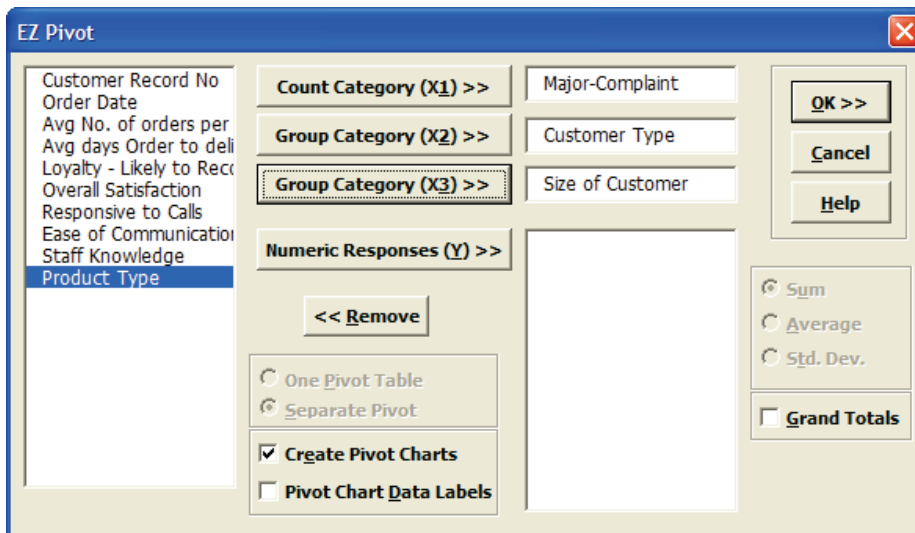 EZ Pivot
Customer Record No
Order Date
Avg No. of orders per
Avg days Order to deli
Loyalty - Likely to Reco
Overall Satisfaction
Responsive to Calls
Ease of Communication
Staff Knowledge
Product Type
Count Category (X1) >>
Major-Complaint
Group Category (X2) >>
Customer Type
Group Category (X3) >>
Size of Customer
Numeric Responses (Y) >>
<< Remove
One Pivot Table
Separate Pivot
Create Pivot Charts
Pivot Chart Data Labels
OK >>
Cancel
Help
Sum
Average
Std. Dev.
Grand Totals